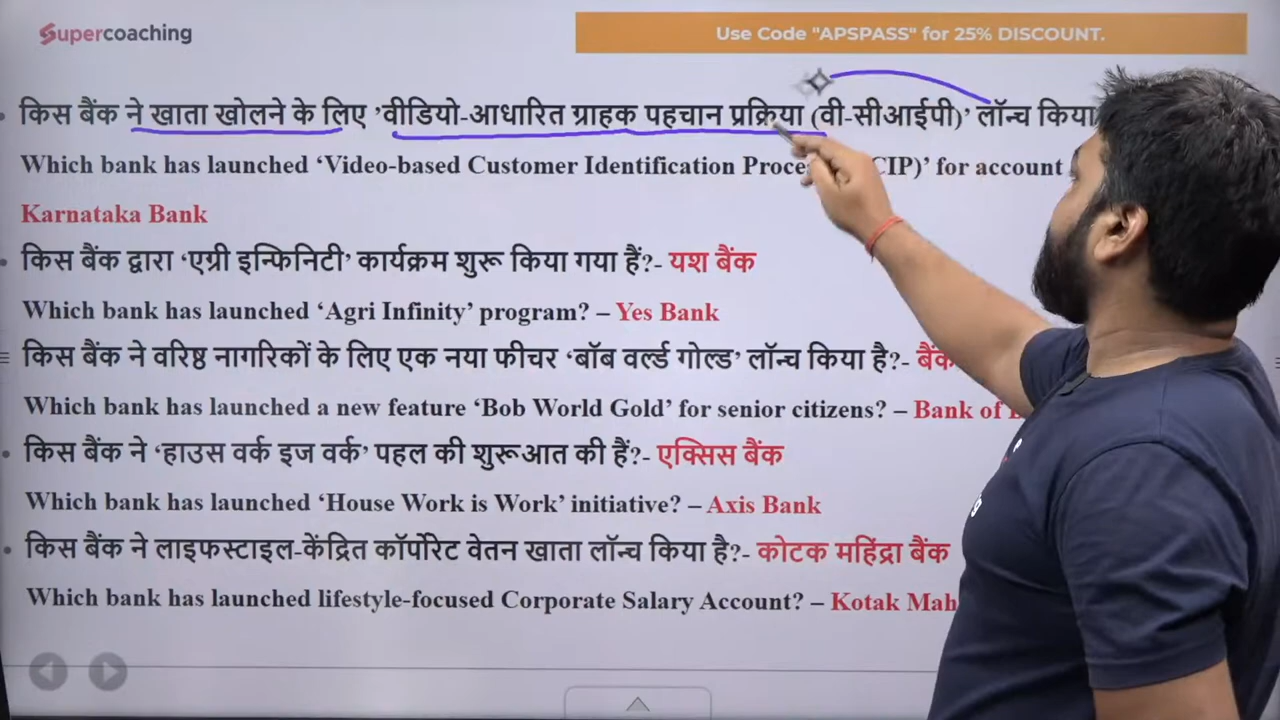 Supercoaching
Use Code "APSPASS" for 25% DISCOUNT.
किस बैंक ने खाता खोलने के लिए 'वीडियो-आधारित ग्राहक पहचान प्रक्रिया (वी-सीआईपी)' लॉन्च किया
Which bank has launched ‘Video-based Customer Identification CIP)’ for account
Karnataka Bank
किस बैंक द्वारा ‘एग्री इन्फिनिटी’ कार्यक्रम शुरू किया गया हैं?- यश बैंक
Which bank has launched ‘Agri Infinity’ program? – Yes Bank
किस बैंक ने वरिष्ठ नागरिकों के लिए एक नया फीचर ‘बॉब वर्ल्ड गोल्ड’ लॉन्च किया है?- बैंक
Which bank has launched a new feature ‘Bob World Gold’ for senior citizens? – Bank of
किस बैंक ने ‘हाउस वर्क इज वर्क’ पहल की शुरूआत की हैं?- एक्सिस बैंक
Which bank has launched ‘House Work is Work’ initiative? – Axis Bank
किस बैंक ने लाइफस्टाइल-केंद्रित कॉर्पोरेट वेतन खाता लॉन्च किया है?- कोटक महिंद्रा बैंक
Which bank has launched lifestyle-focused Corporate Salary Account? – Kotak